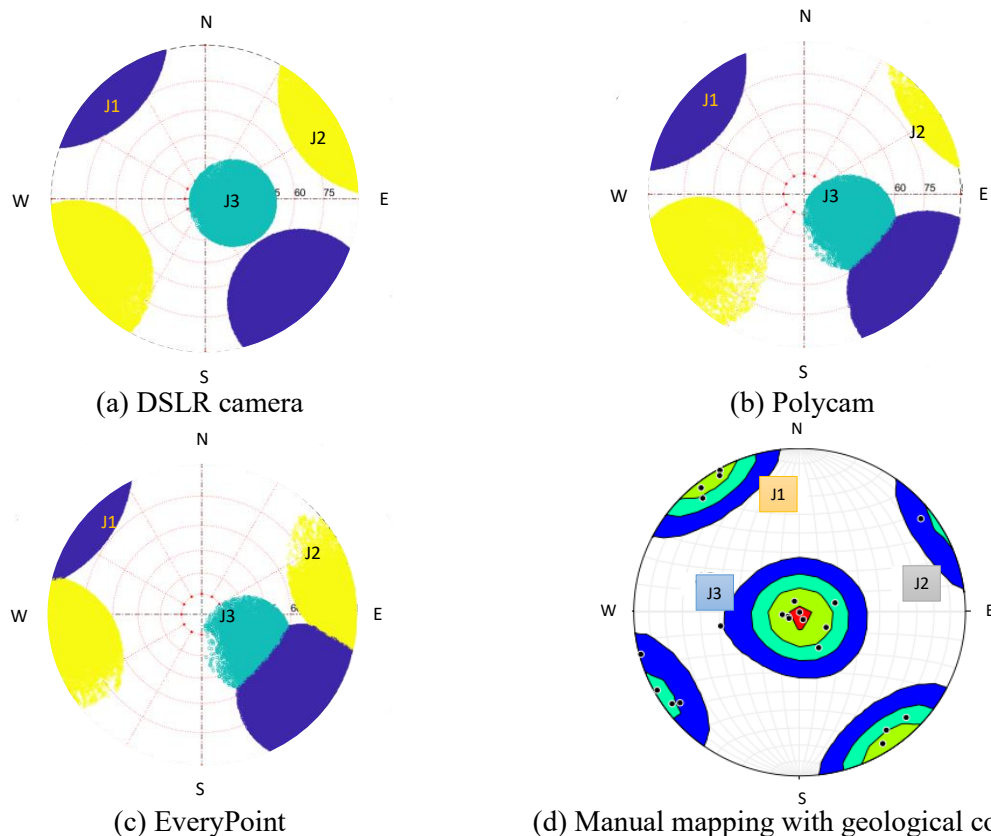 N
N
J1
J2
J1
J2
W
J3
60
75
E
W
J3
60
75
E
S
S
(a) DSLR camera
(b) Polycam
N
N
J1
J2
J1
W
J3
E
W
J3
J2
S
S
(c) EveryPoint
(d) Manual mapping with geological co